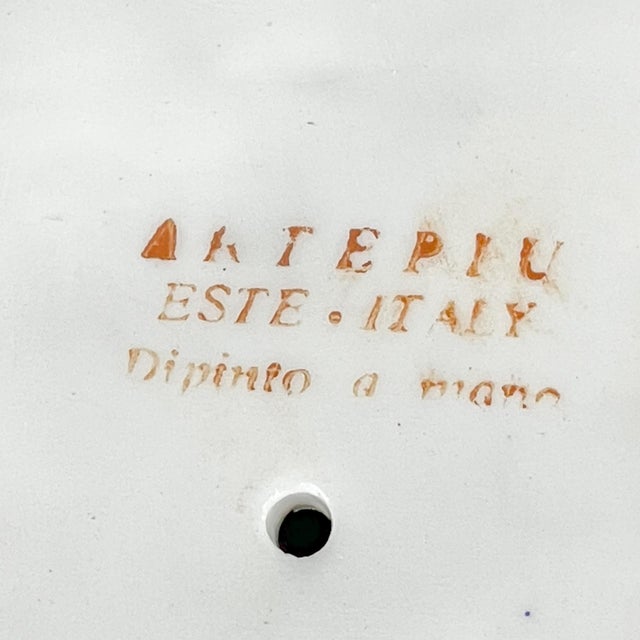 ARTEPIU
ESTE • ITALY
Dipinto a mano